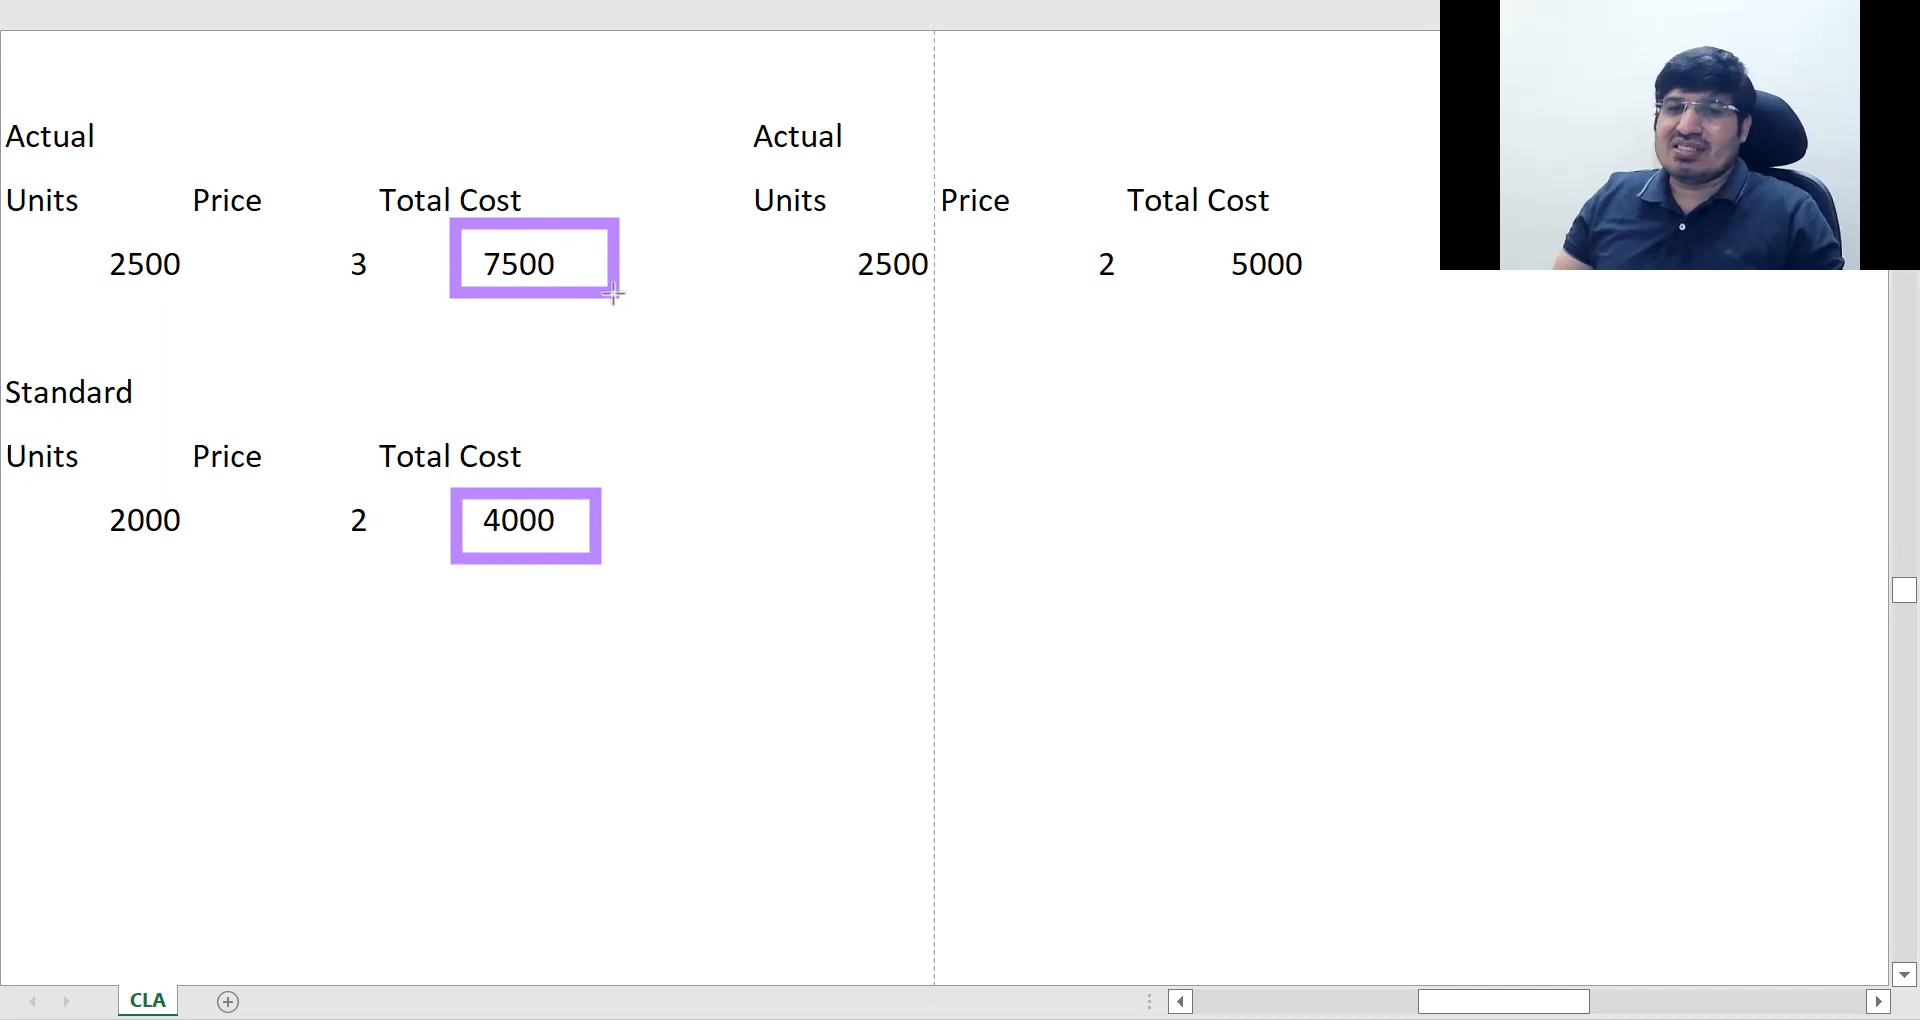 Actual Actual
Units Price Total Cost Units Price Total Cost
2500 3 7500 2500 2 5000
Standard
Units Price Total Cost
2000 2 4000
CLA